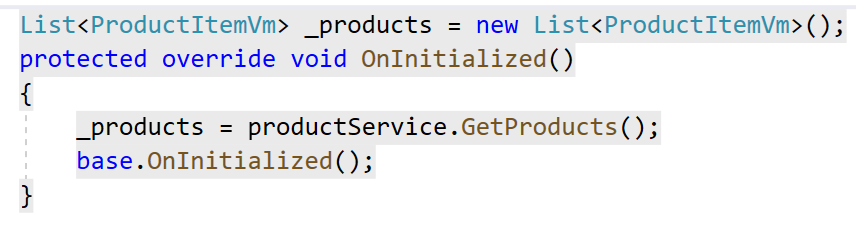 List<ProductItemVm> _products = new List<ProductItemVm>();
protected override void OnInitialized()
{
_products = productService.GetProducts();
base.OnInitialized();
}